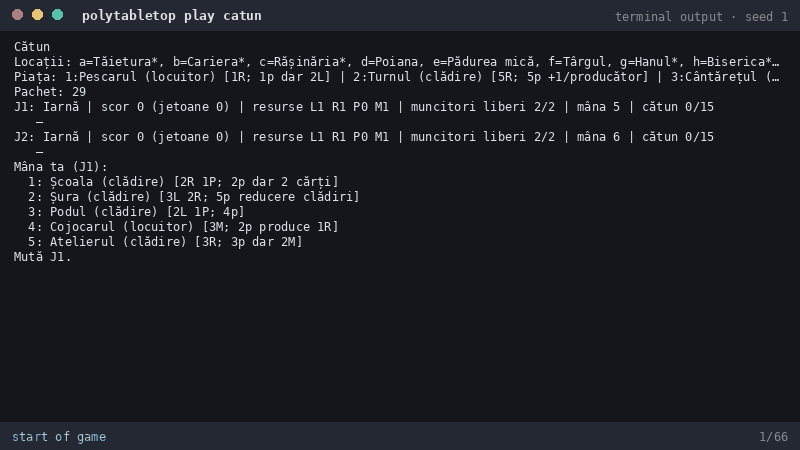 polytabletop play catun
terminal output · seed 1
Cătun
Locații: a=Tăietura*, b=Cariera*, c=Rășinăria*, d=Poiana, e=Pădurea mică, f=Târgul, g=Hanul*, h=Biserica*…
Piața: 1:Pescarul (locuitor) [1R; 1p dar 2L] | 2:Turnul (clădire) [5R; 5p +1/producător] | 3:Cântărețul (…
Pachet: 29
J1: Iarnă | scor 0 (jetoane 0) | resurse L1 R1 P0 M1 | muncitori liberi 2/2 | mâna 5 | cătun 0/15
—
J2: Iarnă | scor 0 (jetoane 0) | resurse L1 R1 P0 M1 | muncitori liberi 2/2 | mâna 6 | cătun 0/15
—
Mâna ta (J1):
1: Școala (clădire) [2R 1P; 2p dar 2 cărți]
2: Șura (clădire) [3L 2R; 5p reducere clădiri]
3: Podul (clădire) [2L 1P; 4p]
4: Cojocarul (locuitor) [3M; 2p produce 1R]
5: Atelierul (clădire) [3R; 3p dar 2M]
Mută J1.
start of game
1/66